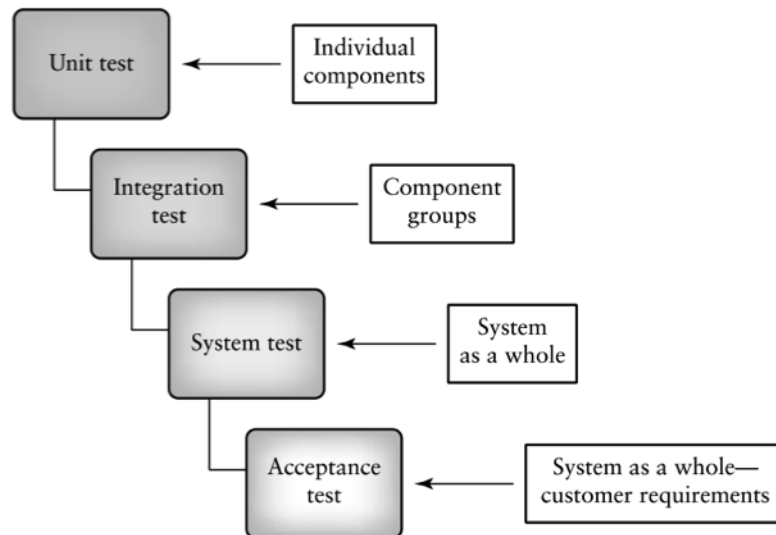 Unit test
Individual
components
Integration
test
Component
groups
System test
System
as a whole
Acceptance
test
System as a whole—
customer requirements